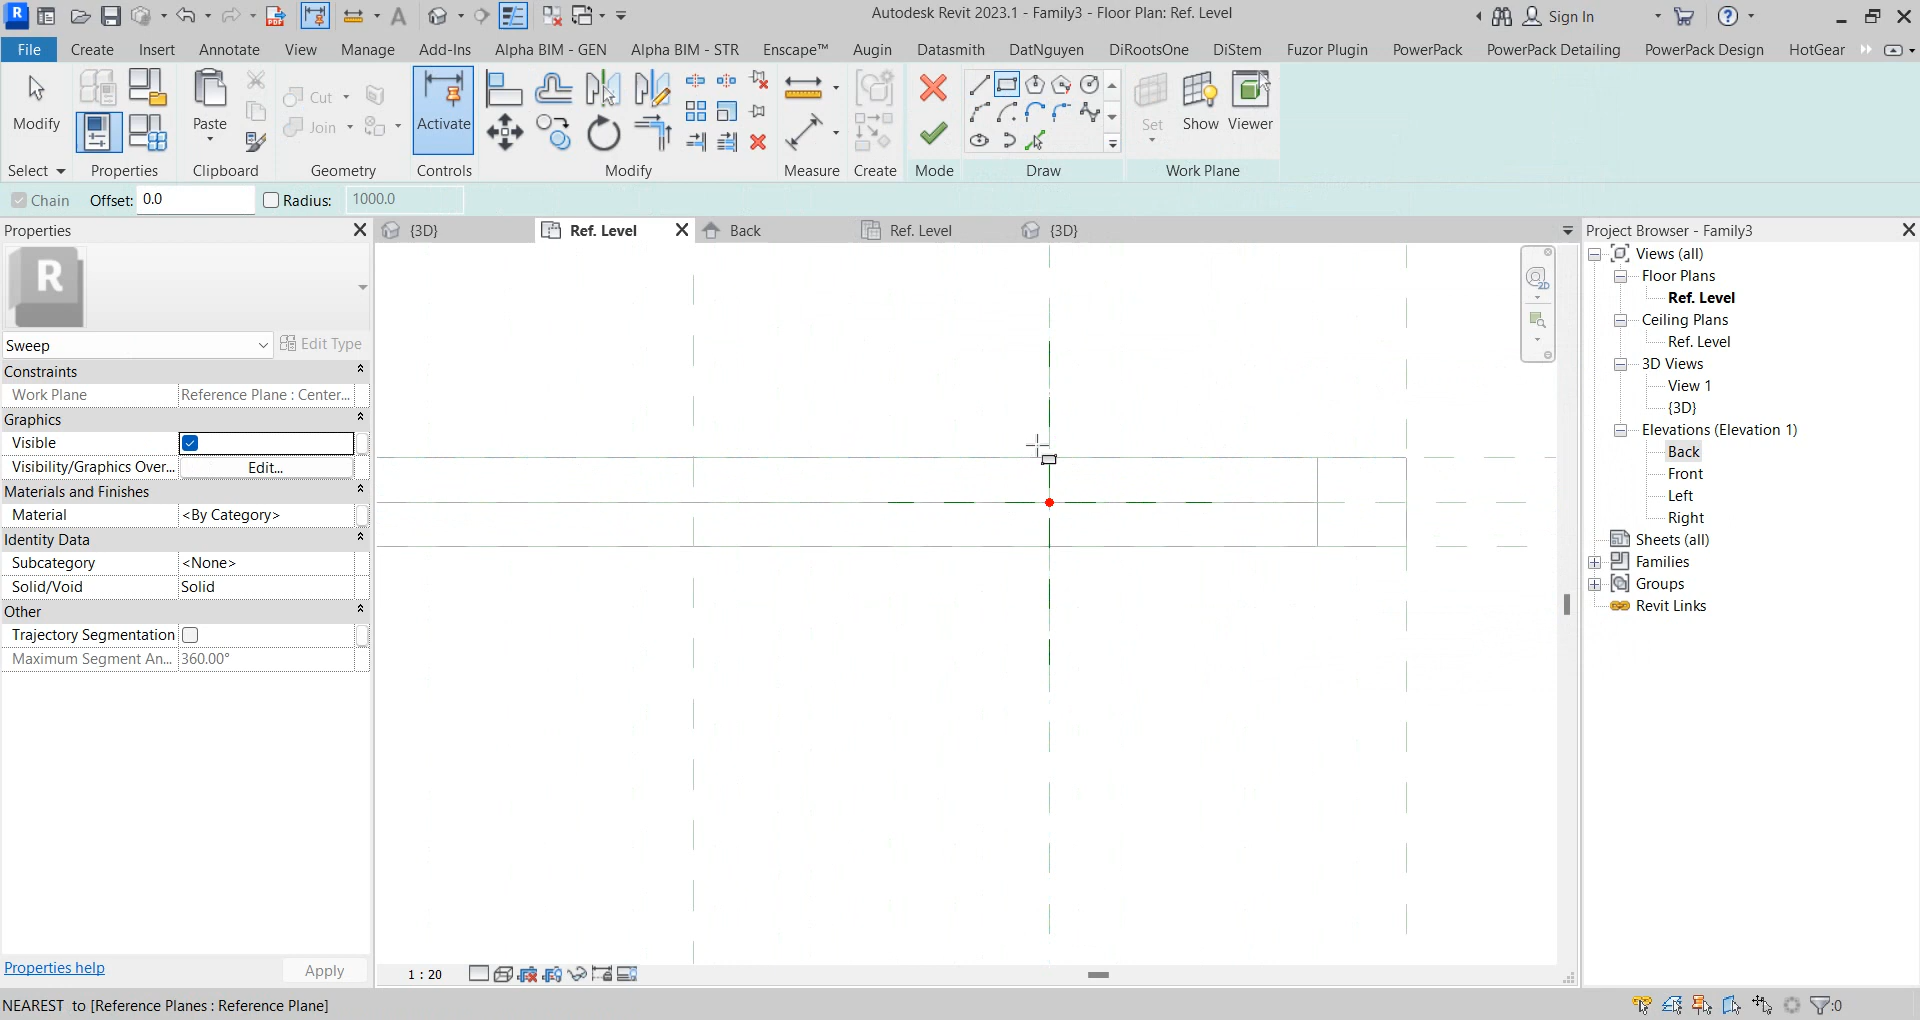 Autodesk Revit 2023.1 - Family3 - Floor Plan: Ref. Level
Sign In
File Create Insert Annotate View Manage Add-Ins Alpha BIM - GEN Alpha BIM - STR Enscape™ Augin Datasmith DatNguyen DiRootsOne DiStem Fuzor Plugin PowerPack PowerPack Detailing PowerPack Design HotGear
Modify
Paste
Cut
Join
Activate
Set
Show
Viewer
Select Properties Clipboard Geometry Controls Modify Measure Create Mode Draw Work Plane
Chain Offset: 0.0 Radius: 1000.0
Properties
R
Sweep
Edit Type
Constraints
Work Plane Reference Plane : Center...
Graphics
Visible
Visibility/Graphics Over... Edit...
Materials and Finishes
Material <By Category>
Identity Data
Subcategory <None>
Solid/Void Solid
Other
Trajectory Segmentation
Maximum Segment An... 360.00°
Properties help
Apply
{3D}
Ref. Level
Back
Ref. Level
{3D}
2D
1 : 20
Project Browser - Family3
Views (all)
Floor Plans
Ref. Level
Ceiling Plans
Ref. Level
3D Views
View 1
{3D}
Elevations (Elevation 1)
Back
Front
Left
Right
Sheets (all)
Families
Groups
Revit Links
NEAREST to [Reference Planes : Reference Plane]
:0